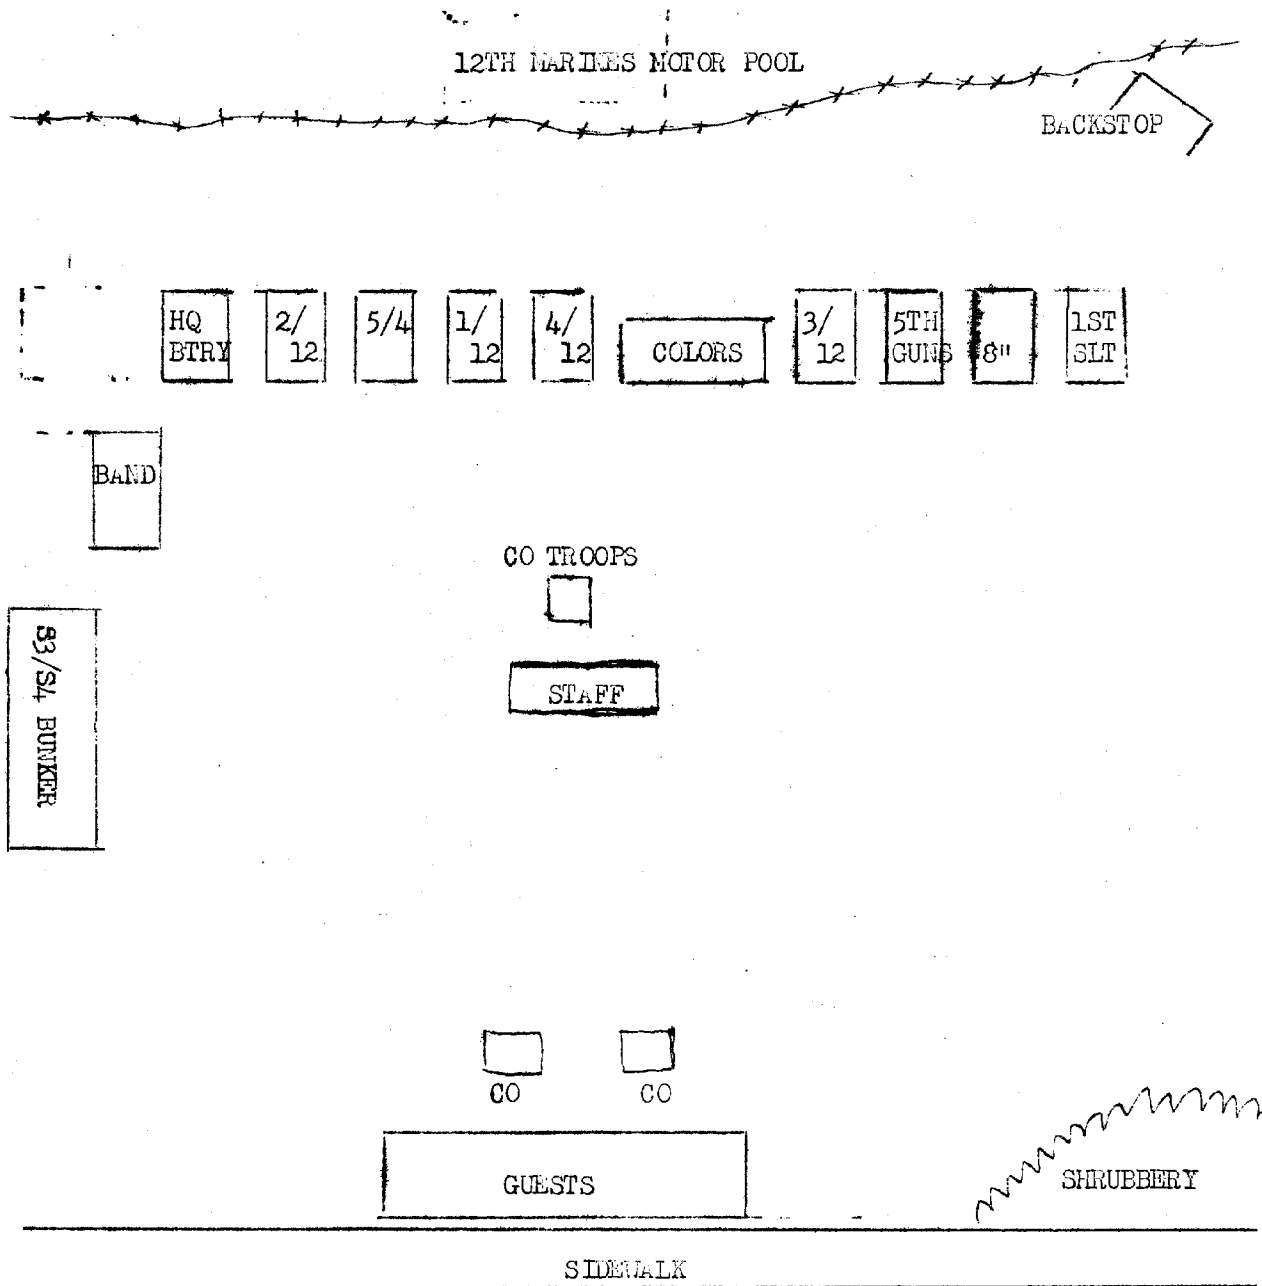 12TH MARINES MOTOR POOL
BACKSTOP
HQ
BTRY
2/
12
5/4
1/
12
4/
12
COLORS
3/
12
5TH
GUNS
8"
1ST
SLT
BAND
CO TROOPS
STAFF
S3/S4 BUNKER
CO
CO
GUESTS
SHRUBBERY
SIDEWALK